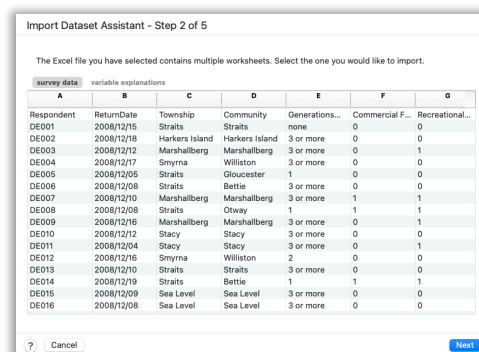 Import Dataset Assistant - Step 2 of 5
The Excel file you have selected contains multiple worksheets. Select the one you would like to import.
survey data variable explanations
A B C D E F G
Respondent ReturnDate Township Community Generations... Commercial F... Recreational...
DE001 2008/12/15 Straits Straits none 0 0
DE002 2008/12/18 Harkers Island Harkers Island 3 or more 0 0
DE003 2008/12/12 Marshallberg Marshallberg 3 or more 0 1
DE004 2008/12/17 Smyrna Williston 3 or more 0 0
DE005 2008/12/05 Straits Gloucester 1 0 0
DE006 2008/12/08 Straits Bettie 3 or more 0 0
DE007 2008/12/10 Marshallberg Marshallberg 3 or more 1 1
DE008 2008/12/08 Straits Otway 1 1 1
DE009 2008/12/16 Marshallberg Marshallberg 3 or more 0 1
DE010 2008/12/12 Stacy Stacy 3 or more 0 0
DE011 2008/12/04 Stacy Stacy 3 or more 0 1
DE012 2008/12/16 Smyrna Williston 2 0 0
DE013 2008/12/10 Straits Straits 3 or more 0 0
DE014 2008/12/19 Straits Bettie 1 1 1
DE015 2008/12/09 Sea Level Sea Level 3 or more 0 0
DE016 2008/12/08 Sea Level Sea Level 3 or more 0 0
? Cancel Next